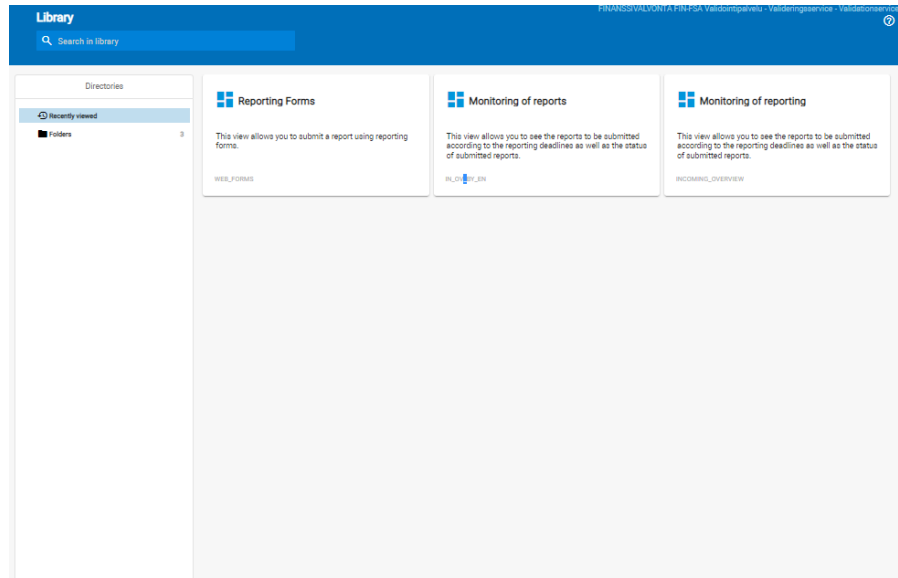 FINANSSIVALVONTA FIN-FSA Validointipalvelu - Valideringsservice - Validationservice
Library
Search in library
Directories
Recently viewed
Folders 3
Reporting Forms
This view allows you to submit a report using reporting
forms.
WEB_FORMS
Monitoring of reports
This view allows you to see the reports to be submitted
according to the reporting deadlines as well as the status
of submitted reports.
Monitoring of reporting
This view allows you to see the reports to be submitted
according to the reporting deadlines as well as the status
of submitted reports.
INCOMING_OVERVIEW